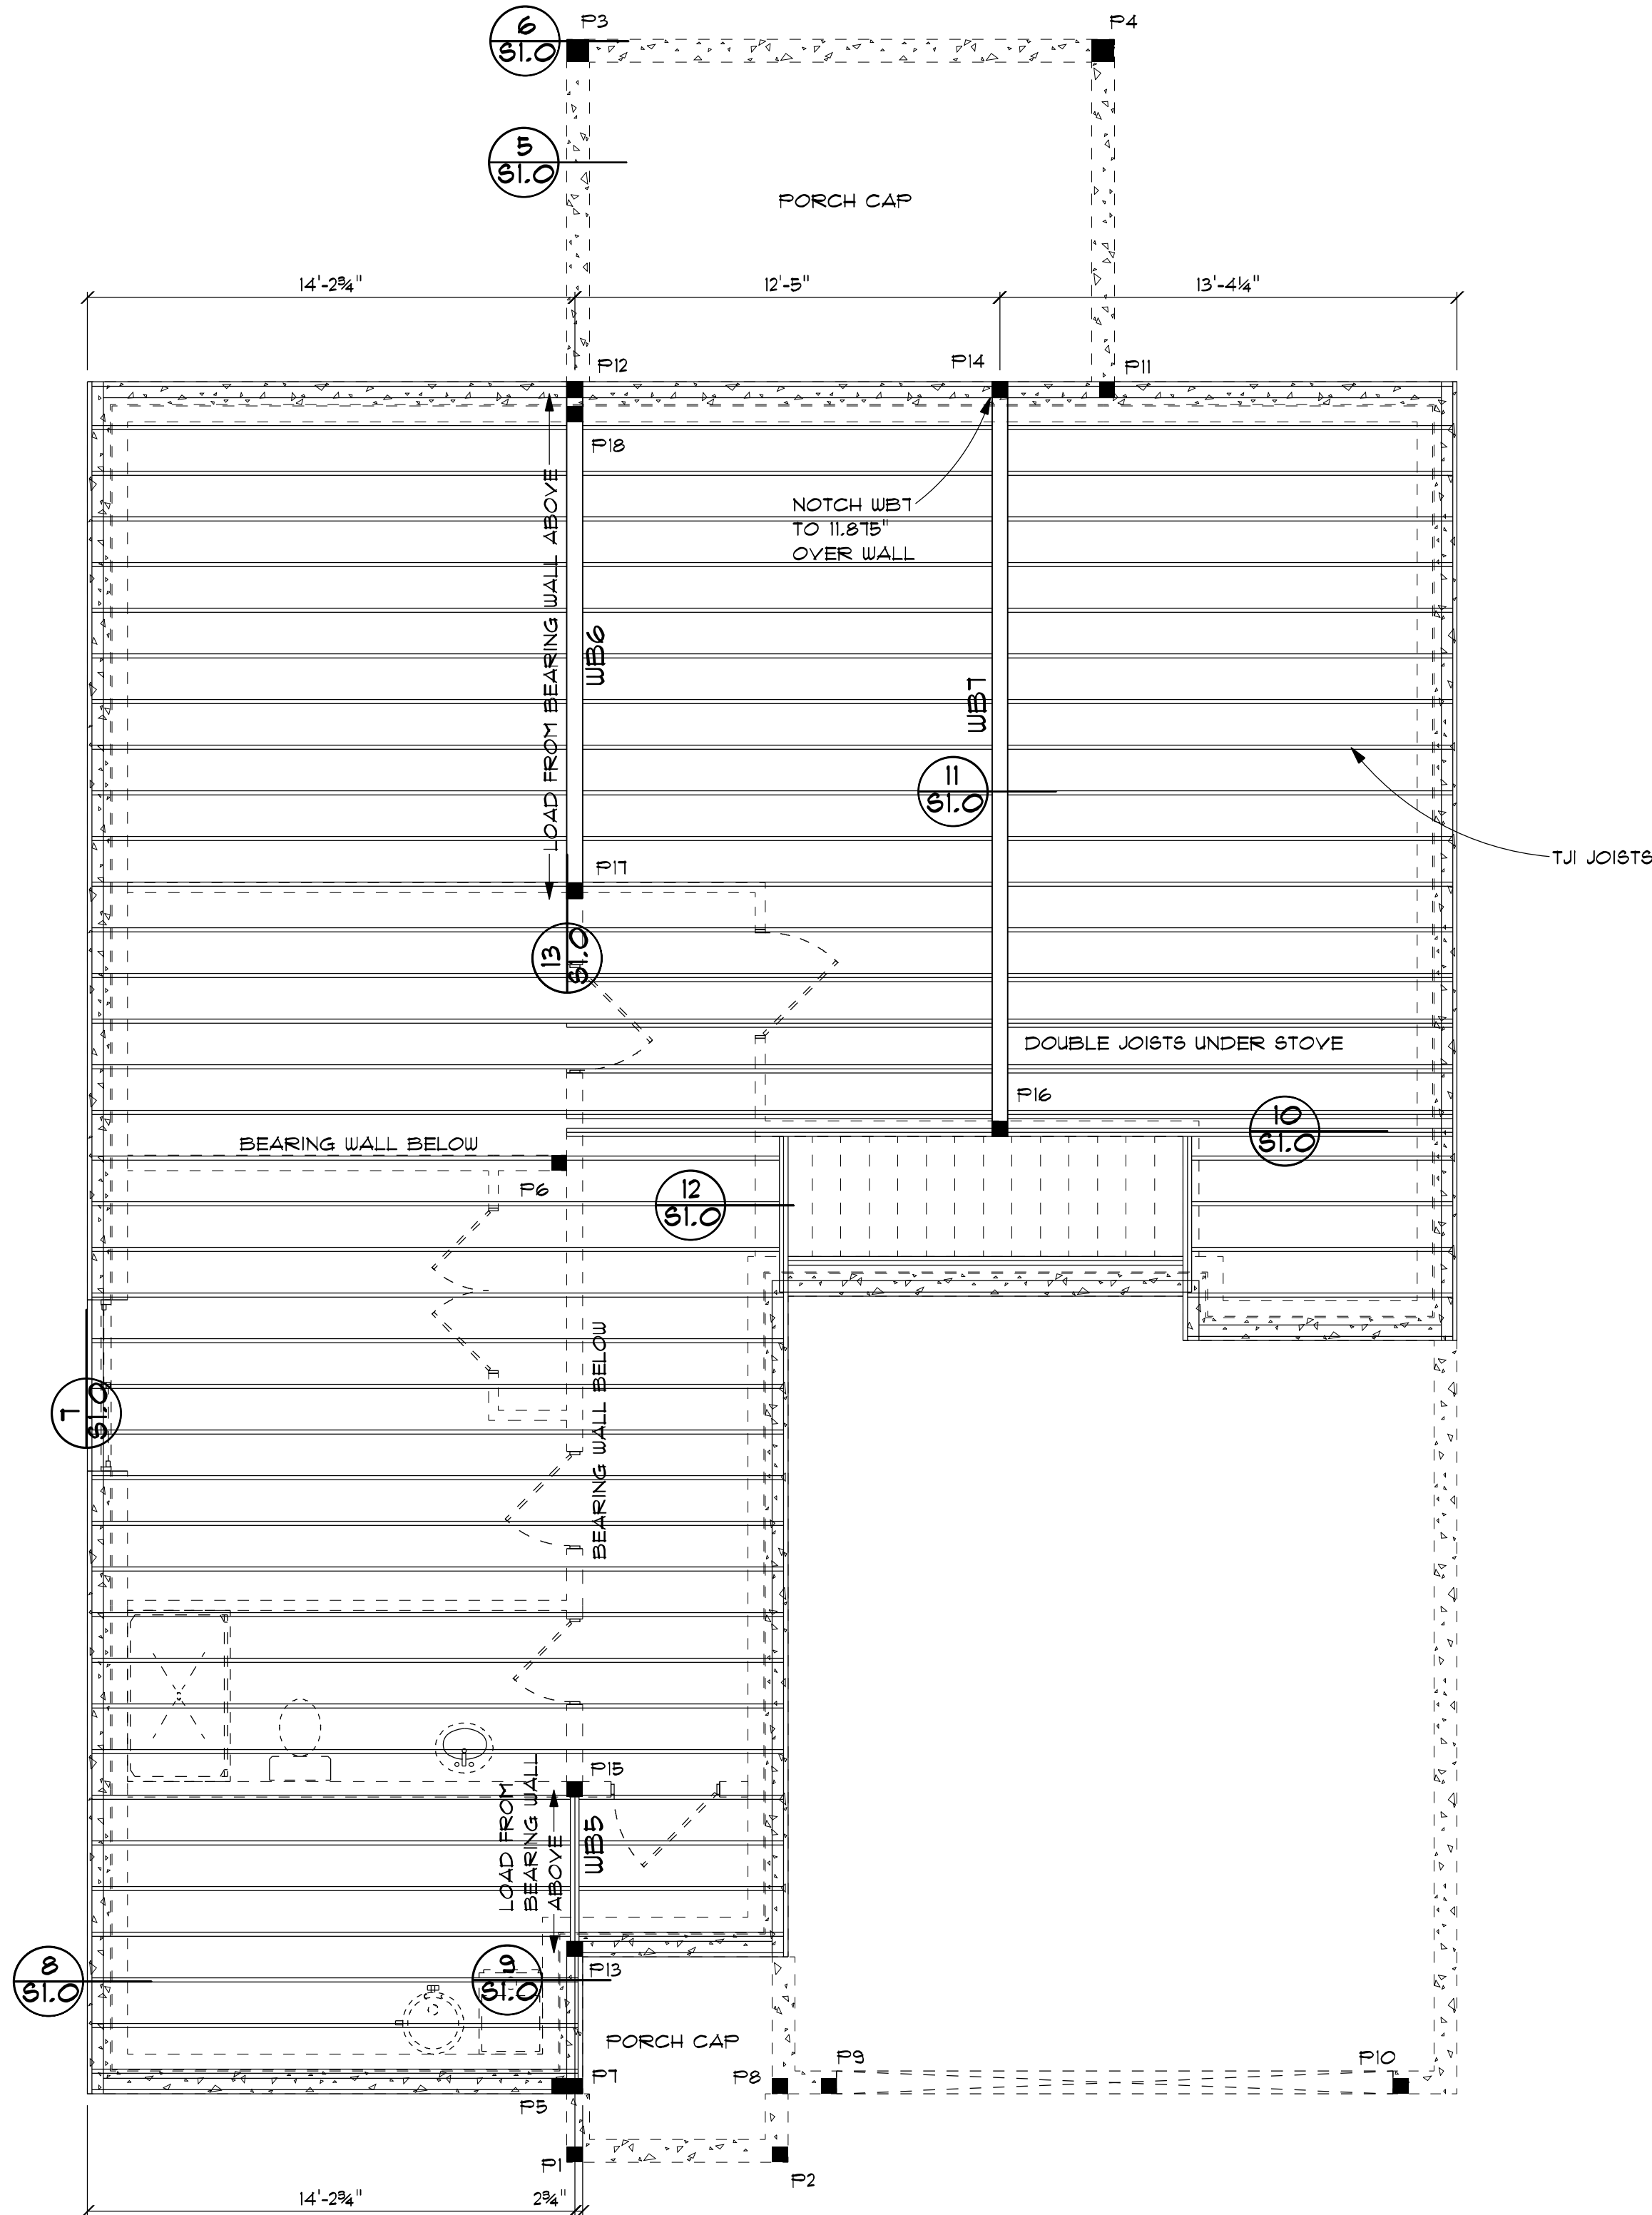 6
S1.0
P3
P4
5
S1.0
PORCH CAP
14'-2¾"
12'-5"
13'-4¼"
P12
P14
P11
P18
NOTCH WB7
TO 11.875"
OVER WALL
LOAD FROM BEARING WALL ABOVE
WB6
WB7
11
S1.0
TJI JOISTS
P17
13
S1.0
DOUBLE JOISTS UNDER STOVE
P16
10
S1.0
BEARING WALL BELOW
P6
12
S1.0
BEARING WALL BELOW
7
S1.0
P15
LOAD FROM
BEARING WALL
ABOVE
WB5
8
S1.0
9
S1.0
P13
PORCH CAP
P7
P8
P9
P10
P5
P1
P2
14'-2¾"
2¾"